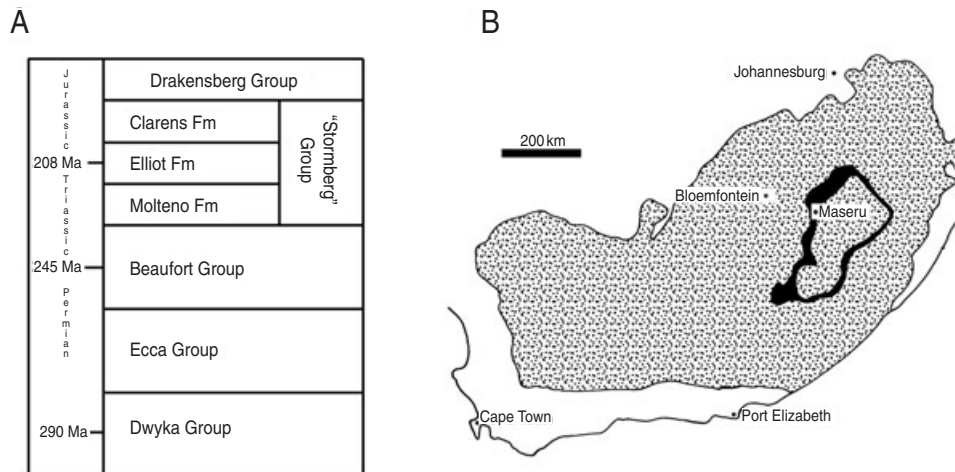 A
Jurassic
208 Ma
Triassic
245 Ma
Permian
290 Ma
Drakensberg Group
Clarens Fm
Elliot Fm
Molteno Fm
"Stormberg"
Group
Beaufort Group
Ecca Group
Dwyka Group
B
Johannesburg
200 km
Bloemfontein
Maseru
Cape Town
Port Elizabeth